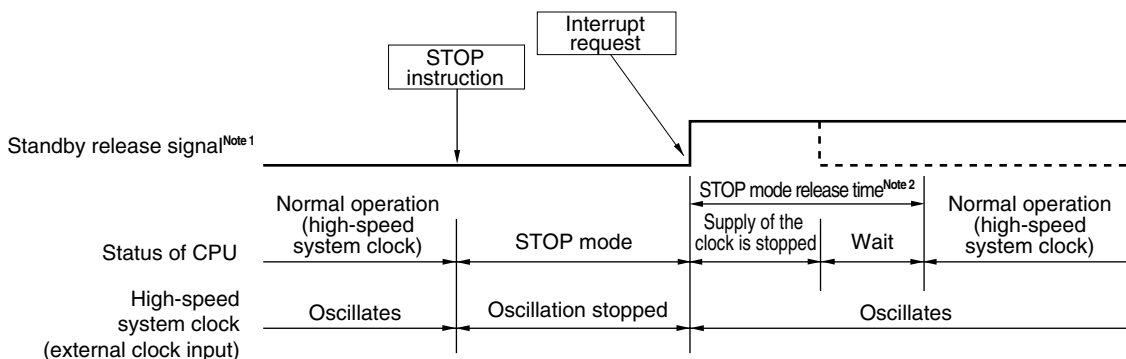 Interrupt
request
STOP
instruction
Standby release signal Note 1
STOP mode release time Note 2
Normal operation
(high-speed
system clock)
Supply of the
clock is stopped
Normal operation
(high-speed
system clock)
Status of CPU
STOP mode
Wait
High-speed
system clock
(external clock input)
Oscillates
Oscillation stopped
Oscillates